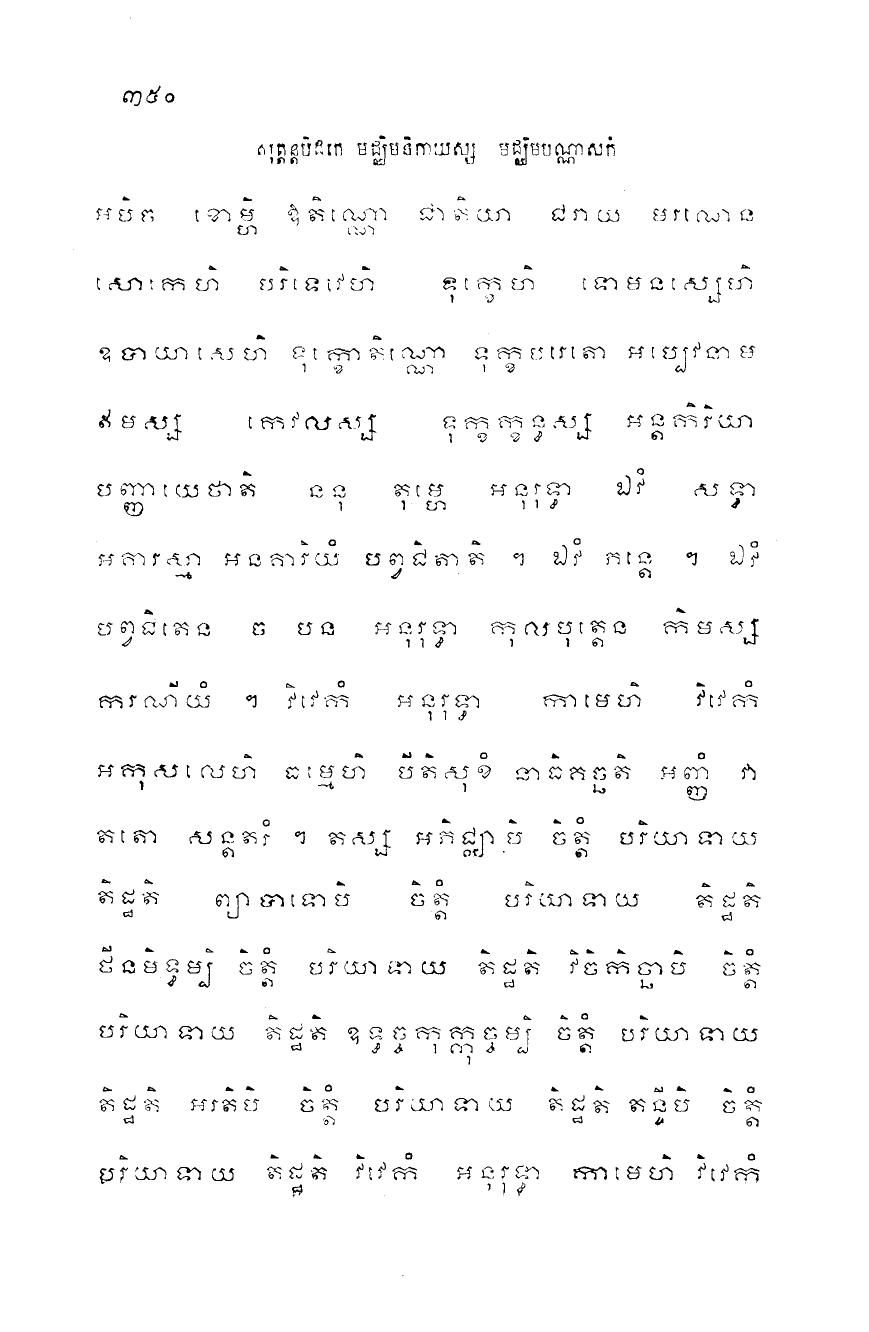 ៣៥០
សុត្តន្តបិដកេ មជ្ឈិមនិកាយស្ស មជ្ឈិមបណ្ណាសកំ
អបិច ខោម្ហិ ឱតិណ្ណោ ជាតិយា ជរាយ មរណេន
សោកេហិ បរិទេវេហិ ទុក្ខេហិ ទោមនស្សេហិ
ឧបាយាសេហិ ទុក្ខោតិណ្ណោ ទុក្ខបរេតោ អប្បេវនាម
ឥមស្ស កេវលស្ស ទុក្ខក្ខន្ធស្ស អន្តកិរិយា
បញ្ញាយេថាតិ ននុ តុម្ហេ អនុរុទ្ធា ឯវំ សទ្ធា
អគារស្មា អនគារិយំ បព្វជិតាតិ ។ ឯវំ ភន្តេ ។ ឯវំ
បព្វជិតេន ច បន អនុរុទ្ធា កុលបុត្តេន កិមស្ស
ករណីយំ ។ វិវេកំ អនុរុទ្ធា កាមេហិ វិវេកំ
អកុសលេហិ ធម្មេហិ បីតិសុខំ នាធិគច្ឆតិ អញ្ញំ វា
តតោ សន្តតរំ ។ តស្ស អភិជ្ឈាបិ ចិត្តំ បរិយាទាយ
តិដ្ឋតិ ព្យាបាទោបិ ចិត្តំ បរិយាទាយ តិដ្ឋតិ
ថីនមិទ្ធម្បិ ចិត្តំ បរិយាទាយ តិដ្ឋតិ វិចិកិច្ឆាបិ ចិត្តំ
បរិយាទាយ តិដ្ឋតិ ឧទ្ធច្ចកុក្កុច្ចម្បិ ចិត្តំ បរិយាទាយ
តិដ្ឋតិ អរតិបិ ចិត្តំ បរិយាទាយ តិដ្ឋតិ តន្ទីបិ ចិត្តំ
បរិយាទាយ តិដ្ឋតិ វិវេកំ អនុរុទ្ធា កាមេហិ វិវេកំ